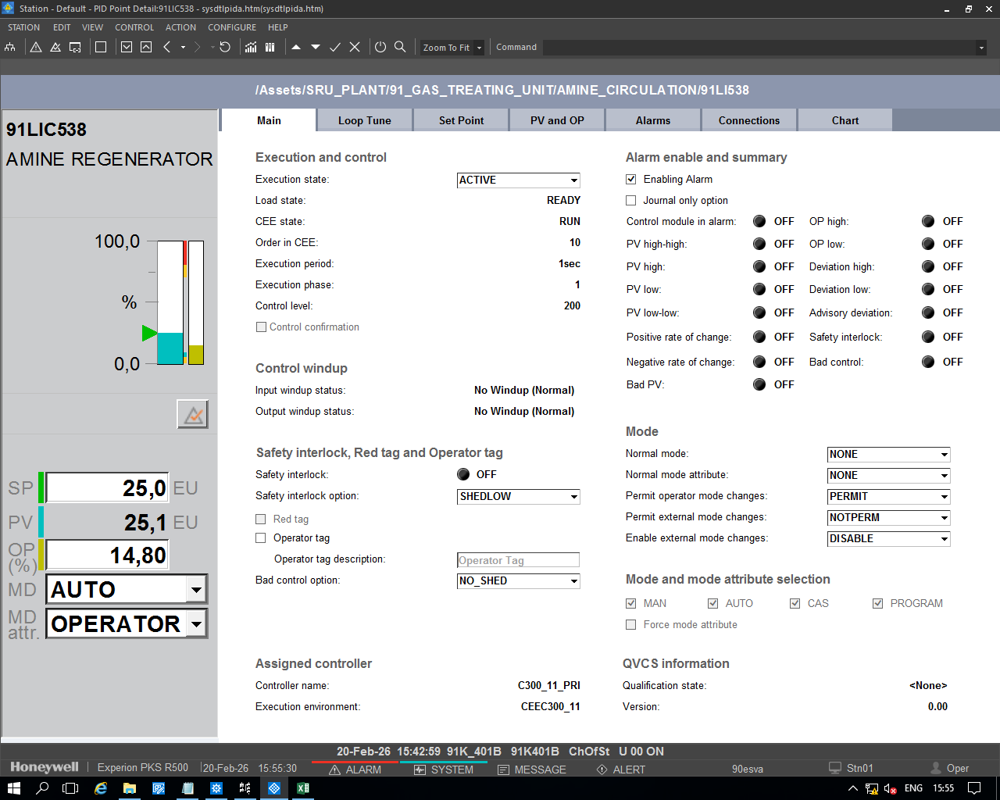 Station - Default - PID Point Detail:91LIC538 - sysdtlpida.htm(sysdtlpida.htm)
STATION EDIT VIEW CONTROL ACTION CONFIGURE HELP
Zoom To Fit Command
/Assets/SRU_PLANT/91_GAS_TREATING_UNIT/AMINE_CIRCULATION/91LI538
Main Loop Tune Set Point PV and OP Alarms Connections Chart
91LIC538
AMINE REGENERATOR
100,0
%
0,0
SP 25,0 EU
PV 25,1 EU
OP (%) 14,80
MD AUTO
MD attr. OPERATOR
Execution and control
Execution state: ACTIVE
Load state: READY
CEE state: RUN
Order in CEE: 10
Execution period: 1sec
Execution phase: 1
Control level: 200
Control confirmation
Control windup
Input windup status: No Windup (Normal)
Output windup status: No Windup (Normal)
Safety interlock, Red tag and Operator tag
Safety interlock: OFF
Safety interlock option: SHEDLOW
Red tag
Operator tag
Operator tag description: Operator Tag
Bad control option: NO_SHED
Assigned controller
Controller name: C300_11_PRI
Execution environment: CEEC300_11
Alarm enable and summary
Enabling Alarm
Journal only option
Control module in alarm: OFF OP high: OFF
PV high-high: OFF OP low: OFF
PV high: OFF Deviation high: OFF
PV low: OFF Deviation low: OFF
PV low-low: OFF Advisory deviation: OFF
Positive rate of change: OFF Safety interlock: OFF
Negative rate of change: OFF Bad control: OFF
Bad PV: OFF
Mode
Normal mode: NONE
Normal mode attribute: NONE
Permit operator mode changes: PERMIT
Permit external mode changes: NOTPERM
Enable external mode changes: DISABLE
Mode and mode attribute selection
MAN AUTO CAS PROGRAM
Force mode attribute
QVCS information
Qualification state: <None>
Version: 0.00
20-Feb-26 15:42:59 91K_401B 91K401B ChOfSt U 00 ON
Honeywell Experion PKS R500 20-Feb-26 15:55:30 ALARM SYSTEM MESSAGE ALERT 90esva Stn01 Oper
ENG 15:55